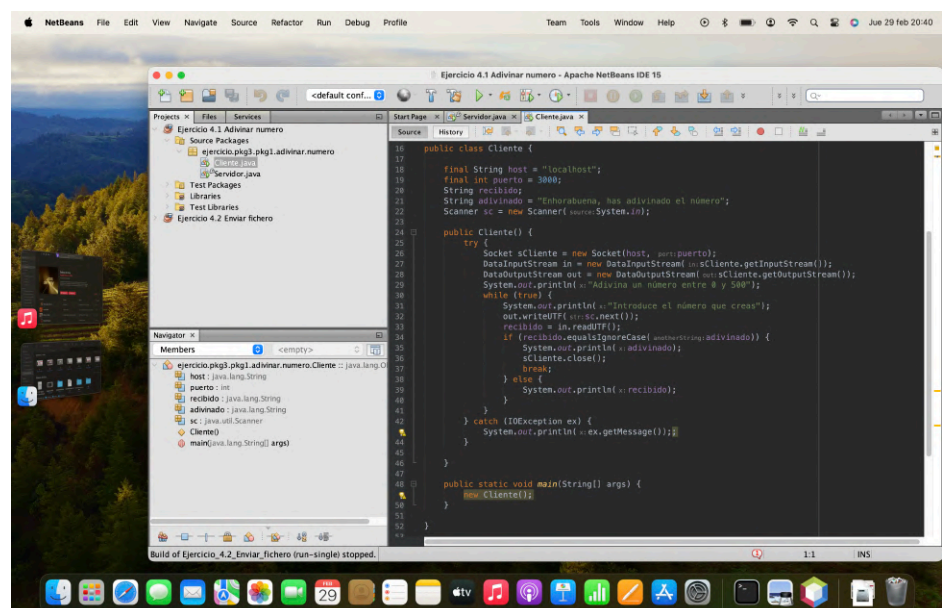 NetBeans File Edit View Navigate Source Refactor Run Debug Profile Team Tools Window Help Jue 29 feb 20:40
Ejercicio 4.1 Adivinar numero - Apache NetBeans IDE 15
<default conf...
Projects Files Services
Ejercicio 4.1 Adivinar numero
Source Packages
ejercicio.pkg3.pkg1.adivinar.numero
Cliente.java
Servidor.java
Test Packages
Libraries
Test Libraries
Ejercicio 4.2 Enviar fichero
Navigator
Members <empty>
ejercicio.pkg3.pkg1.adivinar.numero.Cliente :: java.lang.O
host : java.lang.String
puerto : int
recibido : java.lang.String
adivinado : java.lang.String
sc : java.util.Scanner
Cliente()
main(java.lang.String[] args)
Start Page Servidor.java Cliente.java
Source History
16 public class Cliente {
17
18 final String host = "localhost";
19 final int puerto = 3000;
20 String recibido;
21 String adivinado = "Enhorabuena, has adivinado el número";
22 Scanner sc = new Scanner( source:System.in);
23
24 public Cliente() {
25 try {
26 Socket sCliente = new Socket(host, port:puerto);
27 DataInputStream in = new DataInputStream( in:sCliente.getInputStream());
28 DataOutputStream out = new DataOutputStream( out:sCliente.getOutputStream());
29 System.out.println( x:"Adivina un número entre 0 y 500");
30 while (true) {
31 System.out.println( x:"Introduce el número que creas");
32 out.writeUTF( str:sc.next());
33 recibido = in.readUTF();
34 if (recibido.equalsIgnoreCase( anotherString:adivinado)) {
35 System.out.println( x:adivinado);
36 sCliente.close();
37 break;
38 } else {
39 System.out.println( x:recibido);
40 }
41 }
42 } catch (IOException ex) {
System.out.println( x:ex.getMessage());;
44 }
45
46 }
47
48 public static void main(String[] args) {
new Cliente();
50 }
51
52 }
53
Build of Ejercicio_4.2_Enviar_fichero (run-single) stopped. 1:1 INS
FEB
29
tv